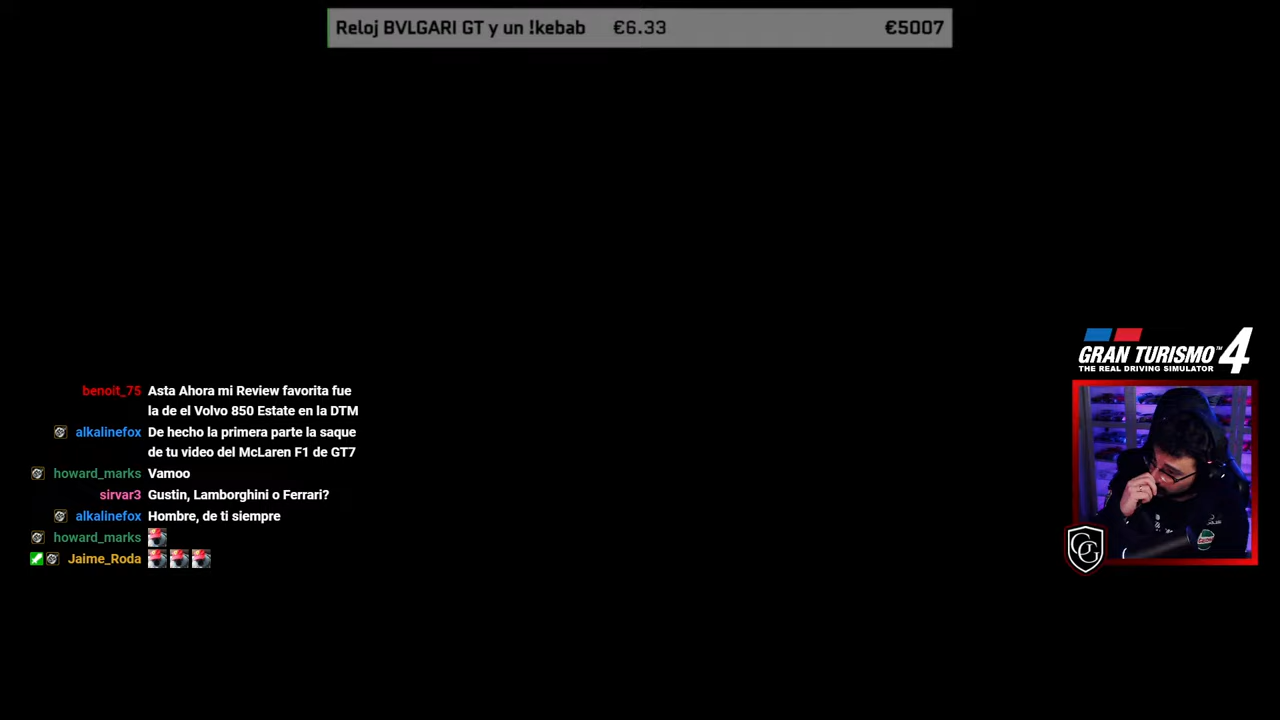 Reloj BVLGARI GT y un !kebab €6.33 €5007
GRAN TURISMO™ 4
THE REAL DRIVING SIMULATOR
benoit_75 Asta Ahora mi Review favorita fue
la de el Volvo 850 Estate en la DTM
alkalinefox De hecho la primera parte la saque
de tu video del McLaren F1 de GT7
howard_marks Vamoo
sirvar3 Gustin, Lamborghini o Ferrari?
alkalinefox Hombre, de ti siempre
howard_marks
Jaime_Roda
OG